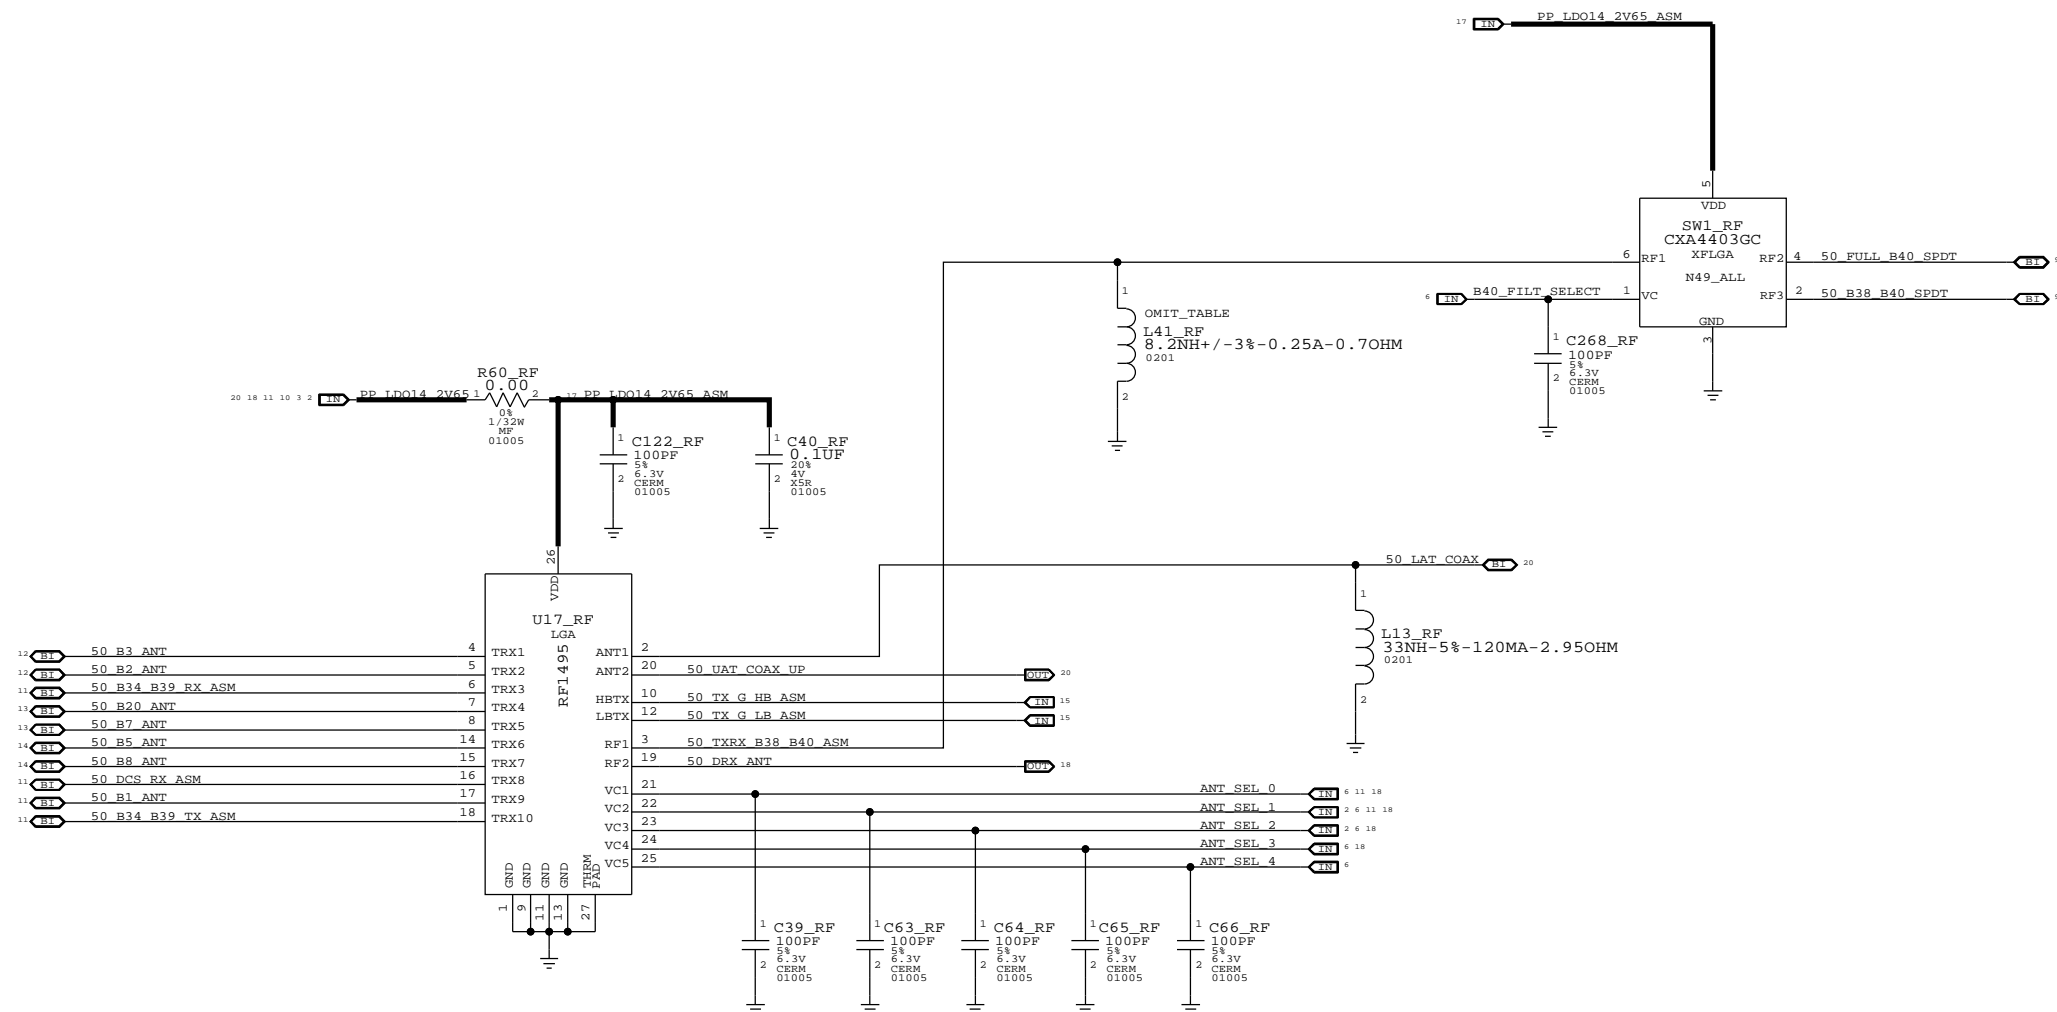 17 IN PP_LDO14_2V65_ASM
5
VDD
SW1_RF
CXA4403GC
XFLGA
N49_ALL
6 RF1
RF2 4 50_FULL_B40_SPDT BI
6 IN B40_FILT_SELECT 1 VC
RF3 2 50_B38_B40_SPDT BI
GND
3
1 C268_RF
100PF
5%
6.3V
2 CERM
01005
1
OMIT_TABLE
L41_RF
8.2NH+/-3%-0.25A-0.7OHM
0201
2
R60_RF
0.00
20 18 11 10 3 2 IN PP_LDO14_2V65 1 2 17 PP_LDO14_2V65_ASM
0%
1/32W
MF
01005
1 C122_RF
100PF
5%
6.3V
2 CERM
01005
1 C40_RF
0.1UF
20%
4V
2 X5R
01005
26
VDD
U17_RF
LGA
RF1495
50_LAT_COAX BI 20
1
L13_RF
33NH-5%-120MA-2.95OHM
0201
2
12 BI 50_B3_ANT 4 TRX1
12 BI 50_B2_ANT 5 TRX2
11 BI 50_B34_B39_RX_ASM 6 TRX3
13 BI 50_B20_ANT 7 TRX4
13 BI 50_B7_ANT 8 TRX5
14 BI 50_B5_ANT 14 TRX6
14 BI 50_B8_ANT 15 TRX7
11 BI 50_DCS_RX_ASM 16 TRX8
11 BI 50_B1_ANT 17 TRX9
11 BI 50_B34_B39_TX_ASM 18 TRX10
ANT1 2
ANT2 20 50_UAT_COAX_UP OUT 20
HBTX 10 50_TX_G_HB_ASM IN 15
LBTX 12 50_TX_G_LB_ASM IN 15
RF1 3 50_TXRX_B38_B40_ASM
RF2 19 50_DRX_ANT OUT 18
VC1 21 ANT_SEL_0 IN 6 11 18
VC2 22 ANT_SEL_1 IN 2 6 11 18
VC3 23 ANT_SEL_2 IN 2 6 18
VC4 24 ANT_SEL_3 IN 6 18
VC5 25 ANT_SEL_4 IN 6
GND GND GND GND THRM PAD
1 9 11 13 27
1 C39_RF
100PF
5%
6.3V
2 CERM
01005
1 C63_RF
100PF
5%
6.3V
2 CERM
01005
1 C64_RF
100PF
5%
6.3V
2 CERM
01005
1 C65_RF
100PF
5%
6.3V
2 CERM
01005
1 C66_RF
100PF
5%
6.3V
2 CERM
01005